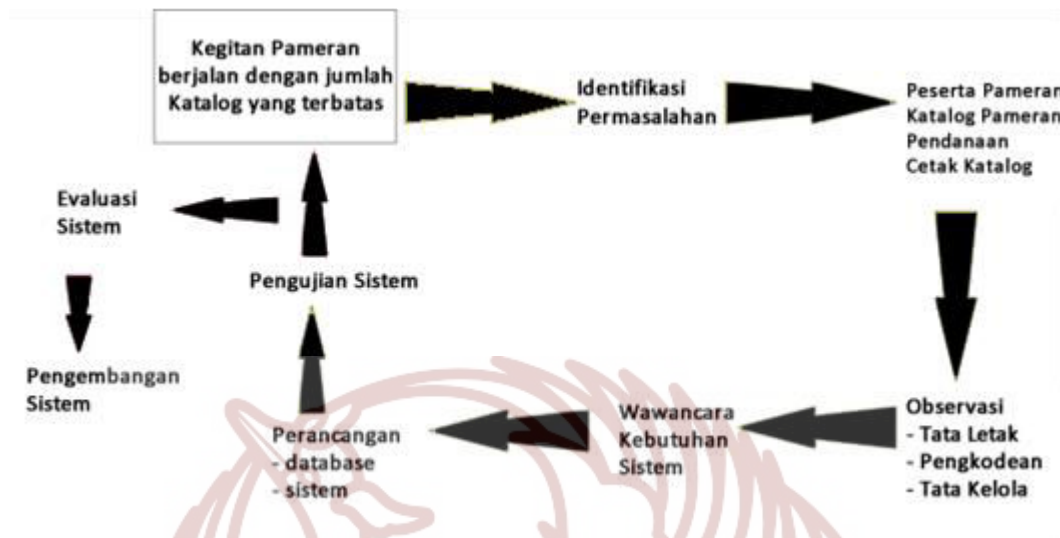 Kegitan Pameran
berjalan dengan jumlah
Katalog yang terbatas
Identifikasi
Permasalahan
Peserta Pameran
Katalog Pameran
Pendanaan
Cetak Katalog
Observasi
- Tata Letak
- Pengkodean
- Tata Kelola
Wawancara
Kebutuhan
Sistem
Perancangan
- database
- sistem
Pengujian Sistem
Evaluasi
Sistem
Pengembangan
Sistem